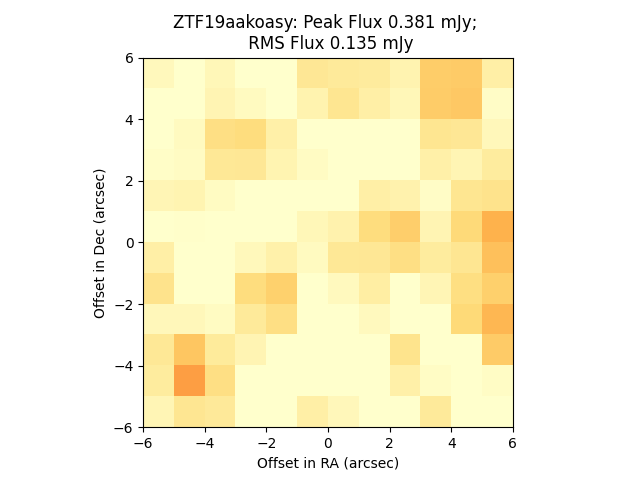 ZTF19aakoasy: Peak Flux 0.381 mJy;
RMS Flux 0.135 mJy
6
4
2
0
−2
−4
−6
Offset in Dec (arcsec)
−6 −4 −2 0 2 4 6
Offset in RA (arcsec)